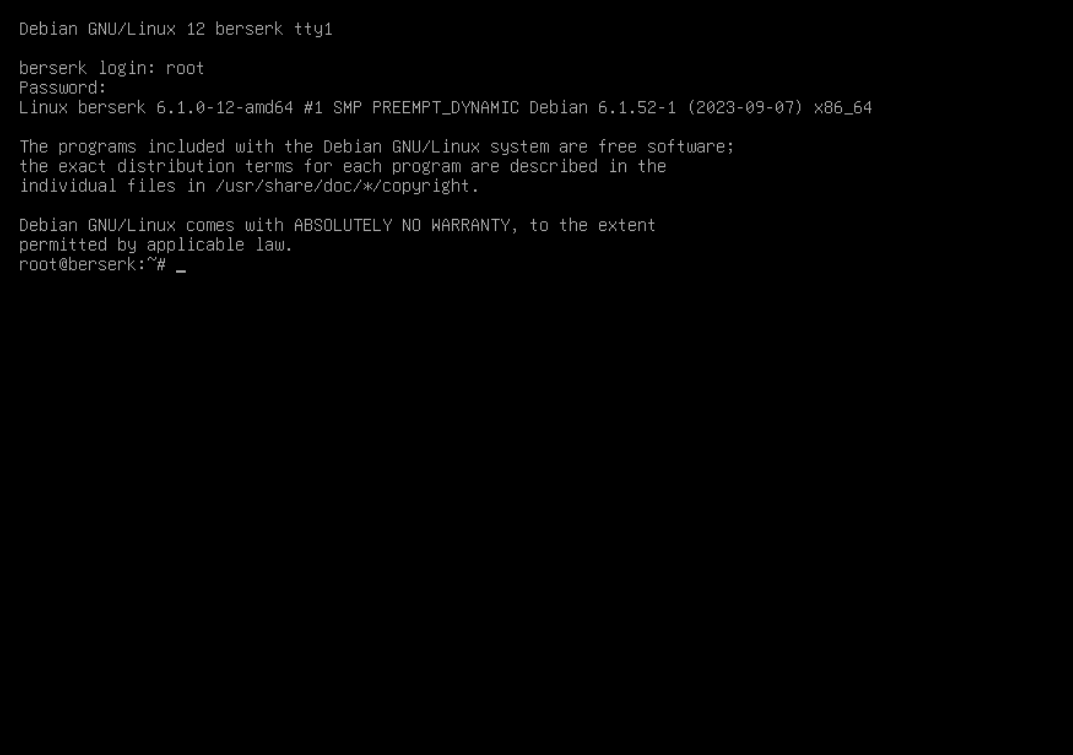 Debian GNU/Linux 12 berserk tty1
berserk login: root
Password:
Linux berserk 6.1.0-12-amd64 #1 SMP PREEMPT_DYNAMIC Debian 6.1.52-1 (2023-09-07) x86_64
The programs included with the Debian GNU/Linux system are free software;
the exact distribution terms for each program are described in the
individual files in /usr/share/doc/*/copyright.
Debian GNU/Linux comes with ABSOLUTELY NO WARRANTY, to the extent
permitted by applicable law.
root@berserk:~# _